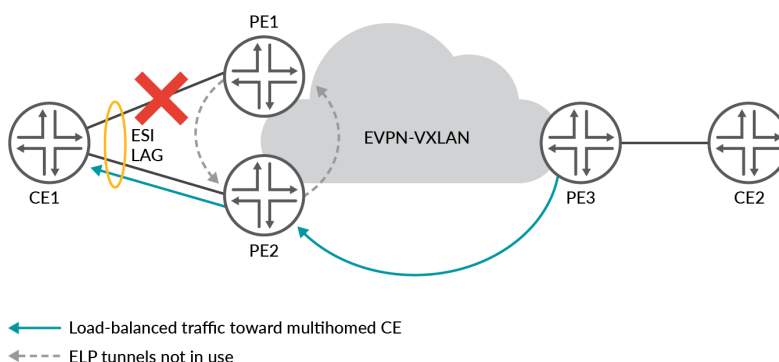 PE1
ESI
LAG
EVPN-VXLAN
CE1
PE2
PE3
CE2
Load-balanced traffic toward multihomed CE
ELP tunnels not in use